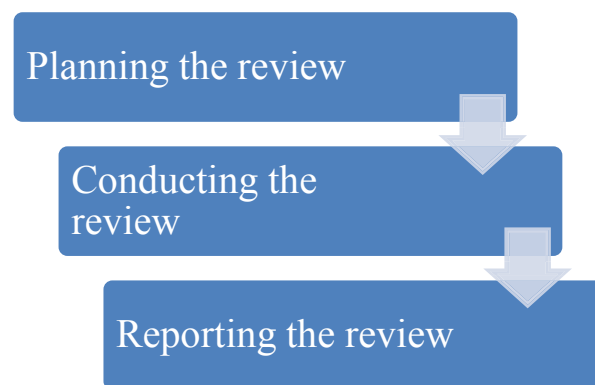 Planning the review
Conducting the
review
Reporting the review